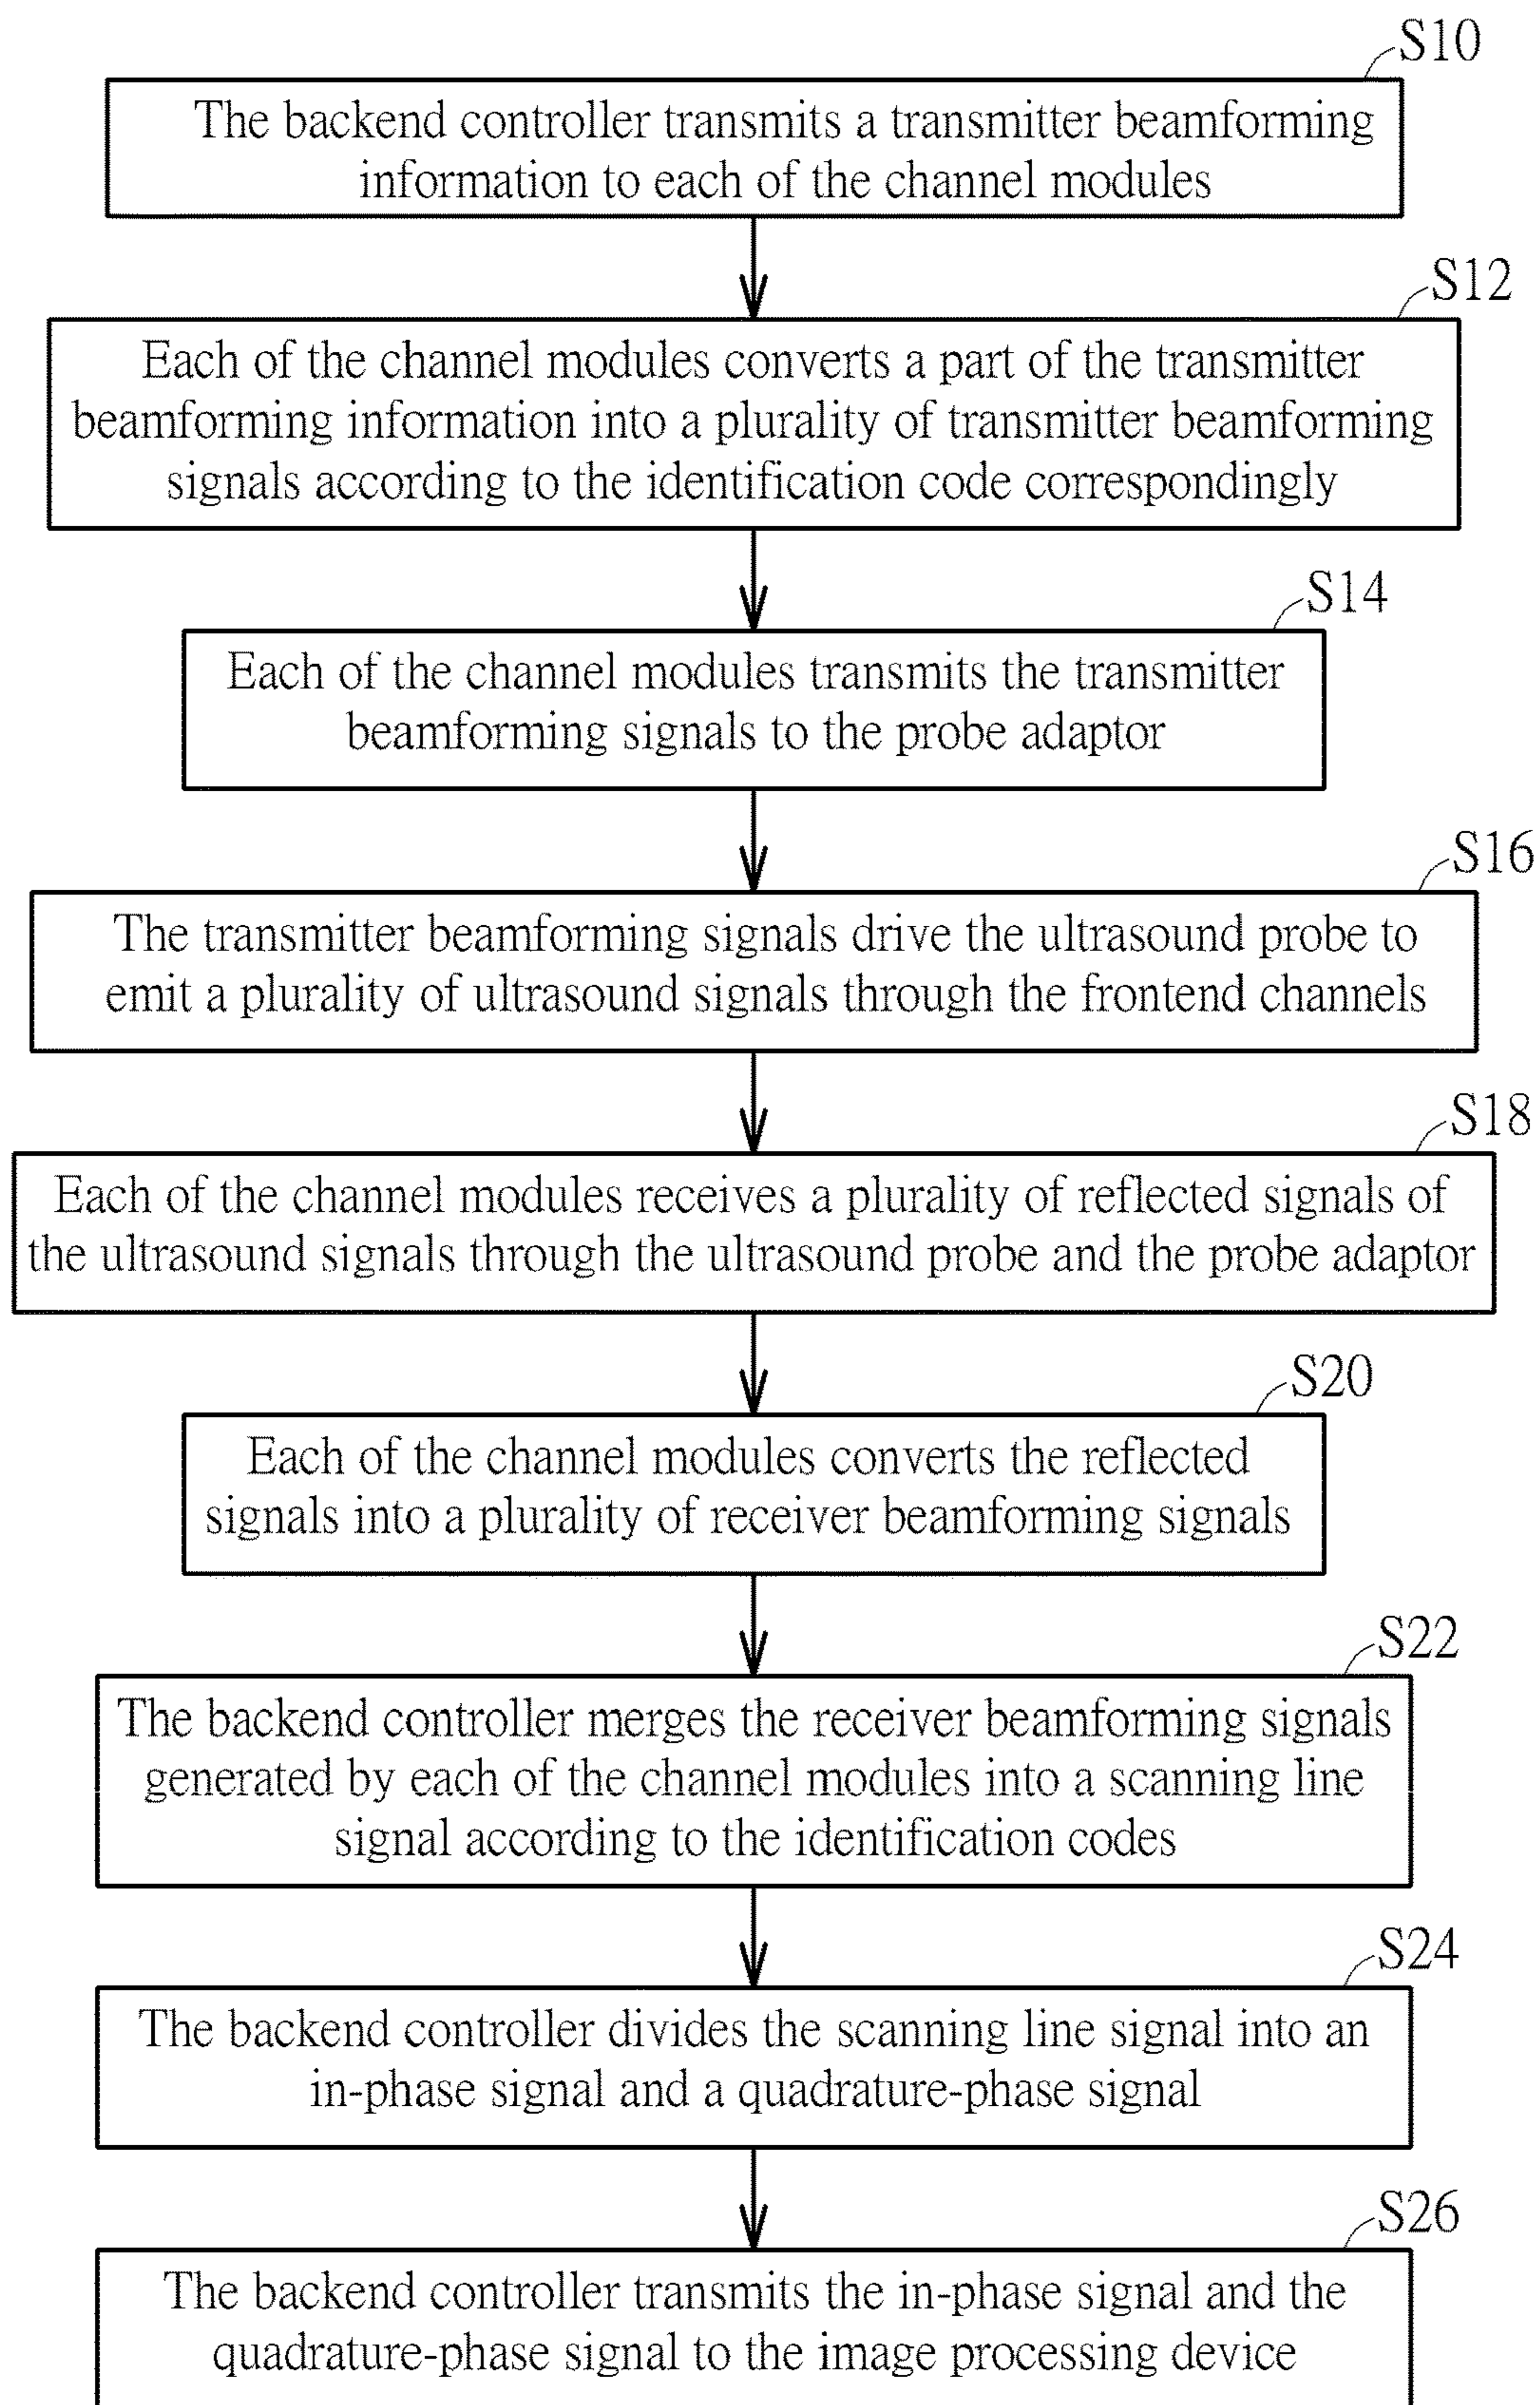 S10
The backend controller transmits a transmitter beamforming
information to each of the channel modules
S12
Each of the channel modules converts a part of the transmitter
beamforming information into a plurality of transmitter beamforming
signals according to the identification code correspondingly
S14
Each of the channel modules transmits the transmitter
beamforming signals to the probe adaptor
S16
The transmitter beamforming signals drive the ultrasound probe to
emit a plurality of ultrasound signals through the frontend channels
S18
Each of the channel modules receives a plurality of reflected signals of
the ultrasound signals through the ultrasound probe and the probe adaptor
S20
Each of the channel modules converts the reflected
signals into a plurality of receiver beamforming signals
S22
The backend controller merges the receiver beamforming signals
generated by each of the channel modules into a scanning line
signal according to the identification codes
S24
The backend controller divides the scanning line signal into an
in-phase signal and a quadrature-phase signal
S26
The backend controller transmits the in-phase signal and the
quadrature-phase signal to the image processing device